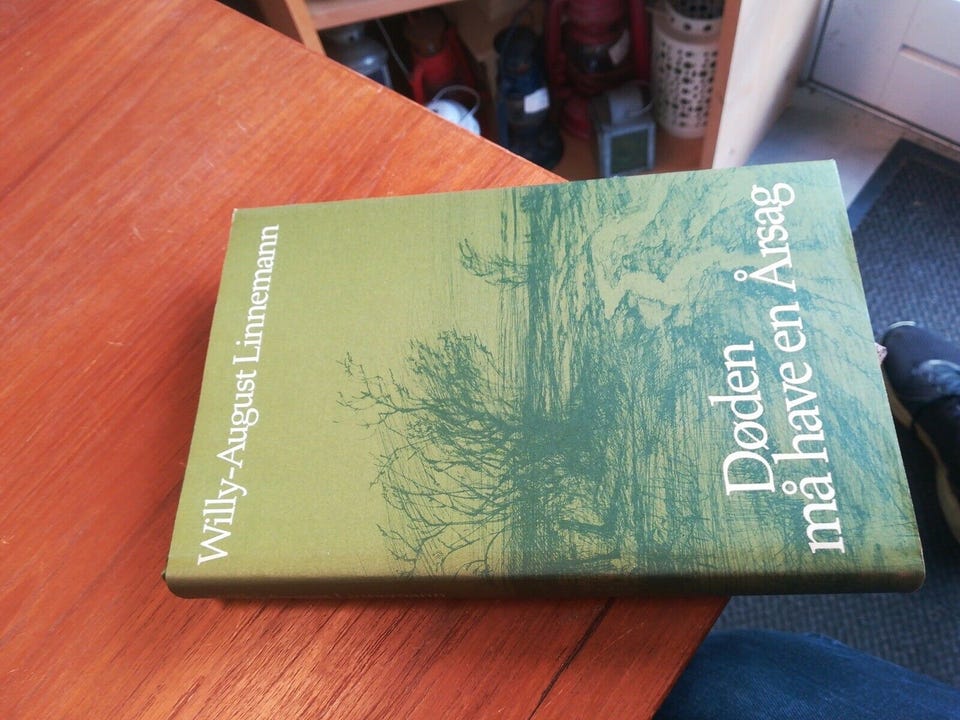 Willy-August Linnemann
Døden
må have en Årsag